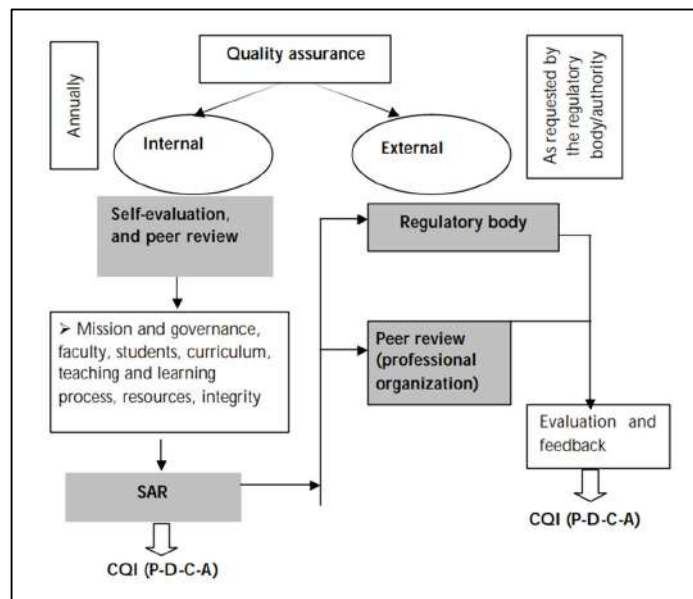 Quality assurance
Annually
As requested by
the regulatory
body/authority
Internal
External
Self-evaluation,
and peer review
Regulatory body
➢ Mission and governance,
faculty, students, curriculum,
teaching and learning
process, resources, integrity
Peer review
(professional
organization)
Evaluation and
feedback
SAR
CQI (P-D-C-A)
CQI (P-D-C-A)